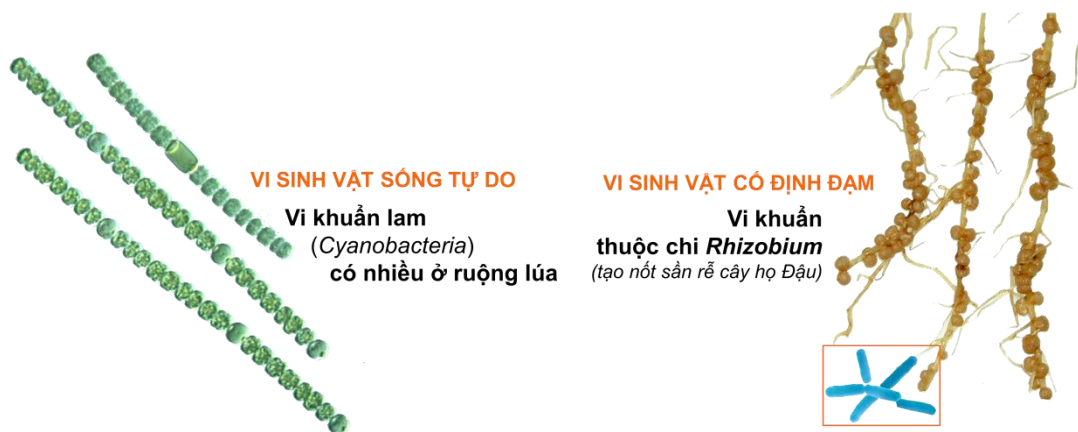 VI SINH VẬT SỐNG TỰ DO
Vi khuẩn lam
(Cyanobacteria)
có nhiều ở ruộng lúa
VI SINH VẬT CỐ ĐỊNH ĐẠM
Vi khuẩn
thuộc chi Rhizobium
(tạo nốt sần rễ cây họ Đậu)